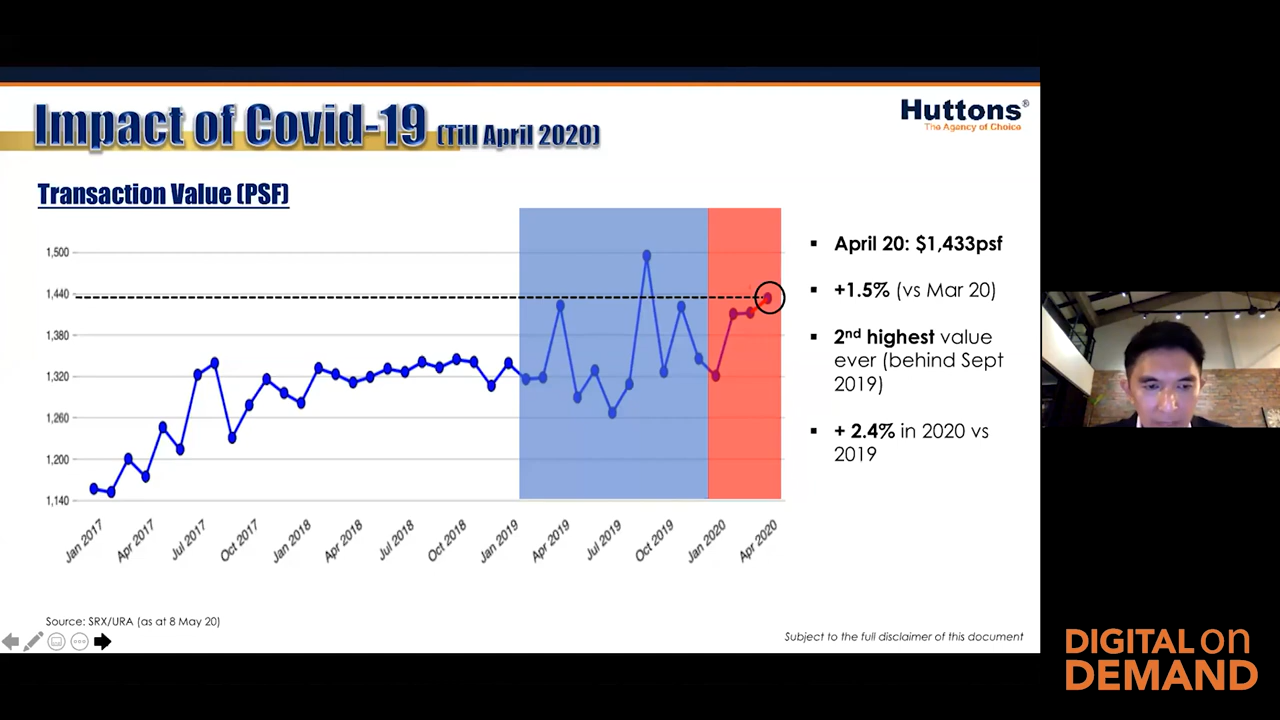 Impact of Covid-19 (Till April 2020)
Huttons®
The Agency of Choice
Transaction Value (PSF)
1,500
1,440
1,380
1,320
1,260
1,200
1,140
Jan 2017
Apr 2017
Jul 2017
Oct 2017
Jan 2018
Apr 2018
Jul 2018
Oct 2018
Jan 2019
Apr 2019
Jul 2019
Oct 2019
Jan 2020
Apr 2020
▪ April 20: $1,433psf
▪ +1.5% (vs Mar 20)
▪ 2nd highest value
ever (behind Sept
2019)
▪ + 2.4% in 2020 vs
2019
Source: SRX/URA (as at 8 May 20)
Subject to the full disclaimer of this document
DIGITAL on
DEMAND